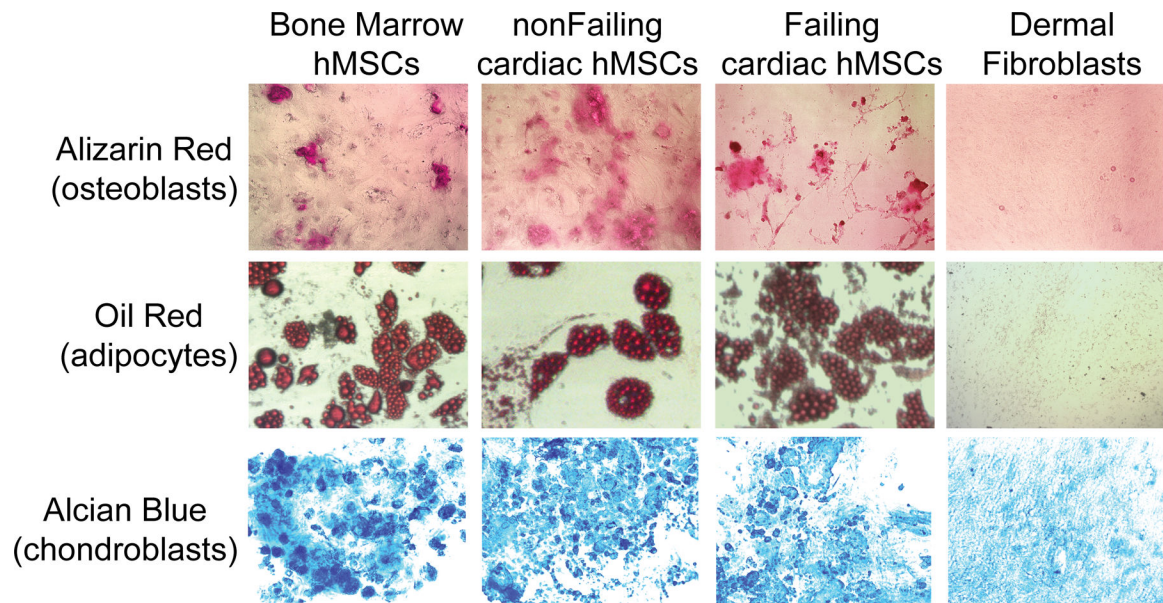 Bone Marrow
hMSCs
nonFailing
cardiac hMSCs
Failing
cardiac hMSCs
Dermal
Fibroblasts
Alizarin Red
(osteoblasts)
Oil Red
(adipocytes)
Alcian Blue
(chondroblasts)